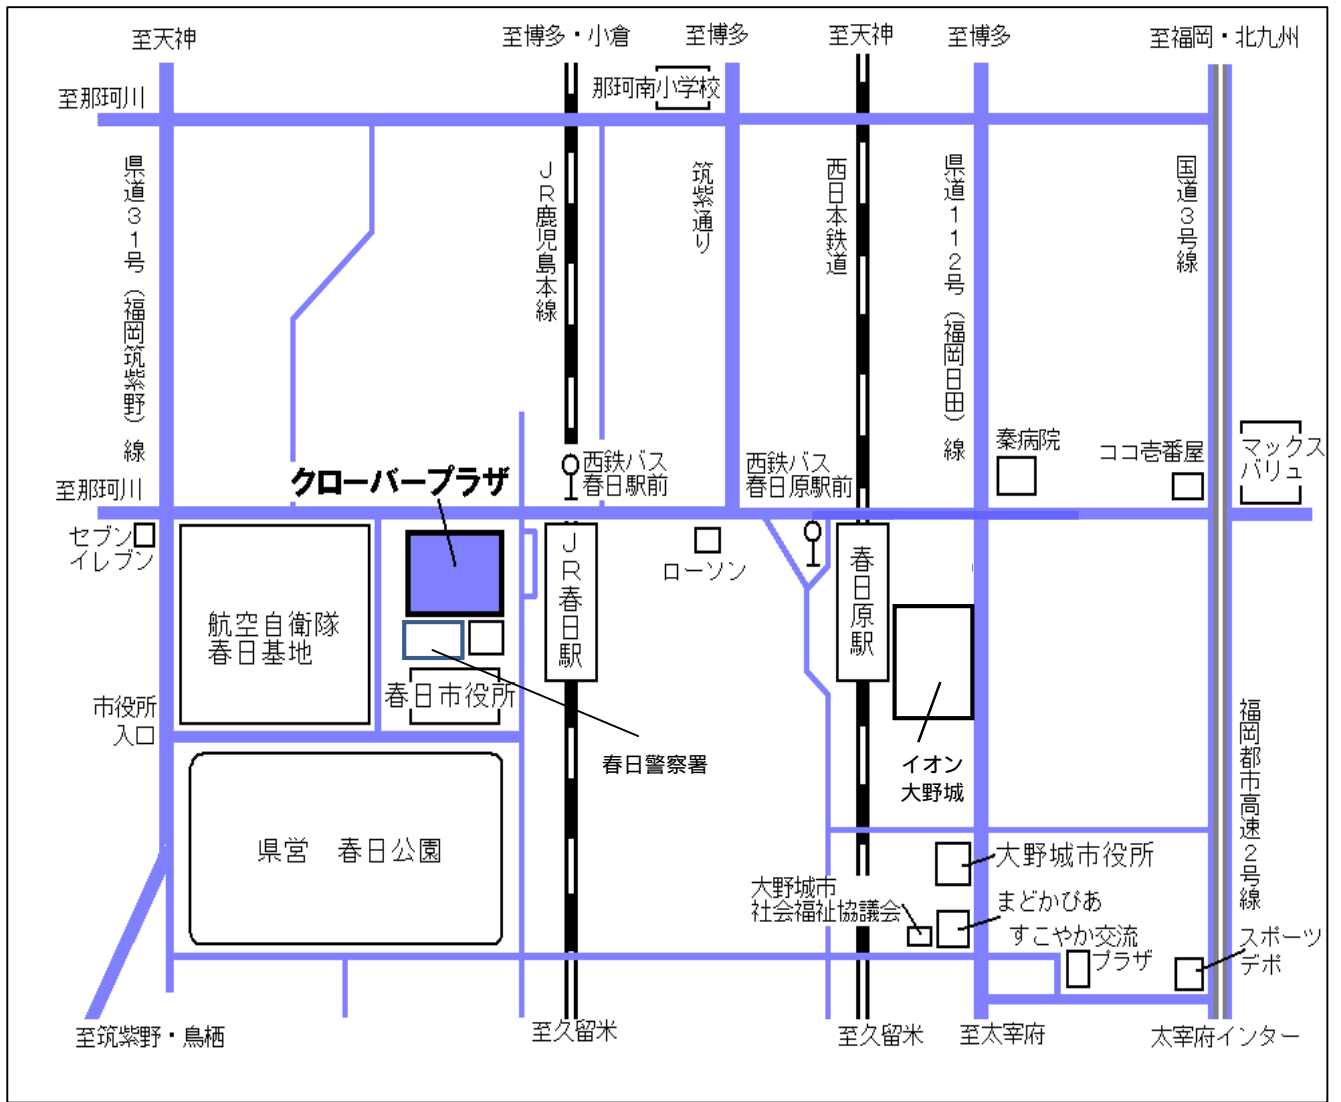 至天神
至博多・小倉
至博多
至天神
至博多
至福岡・北九州
那珂南小学校
至那珂川
県道31号(福岡筑紫野)線
JR鹿児島本線
筑紫通り
西日本鉄道
県道112号(福岡日田)線
国道3号線
秦病院
ココ壱番屋
マックス
バリュ
西鉄バス
春日駅前
西鉄バス
春日原駅前
クローバープラザ
至那珂川
セブン
イレブン
ローソン
JR春日駅
春日原駅
航空自衛隊
春日基地
春日市役所
市役所
入口
春日警察署
イオン
大野城
福岡都市高速2号線
県営 春日公園
大野城市役所
大野城市
社会福祉協議会
まどかぴあ
すこやか交流
プラザ
スポーツ
デポ
至筑紫野・鳥栖
至久留米
至久留米
至太宰府
太宰府インター